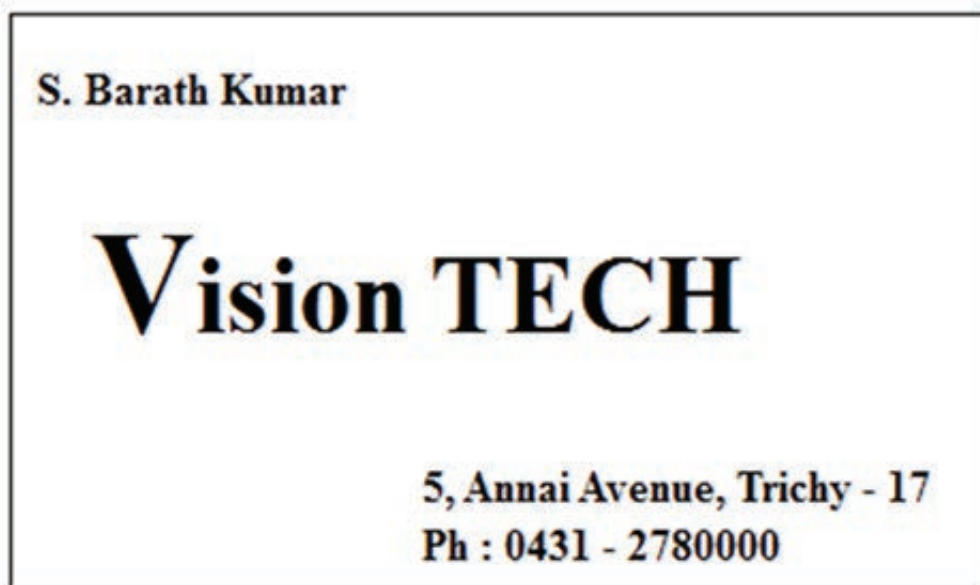 S. Barath Kumar
Vision TECH
5, Annai Avenue, Trichy - 17
Ph : 0431 - 2780000